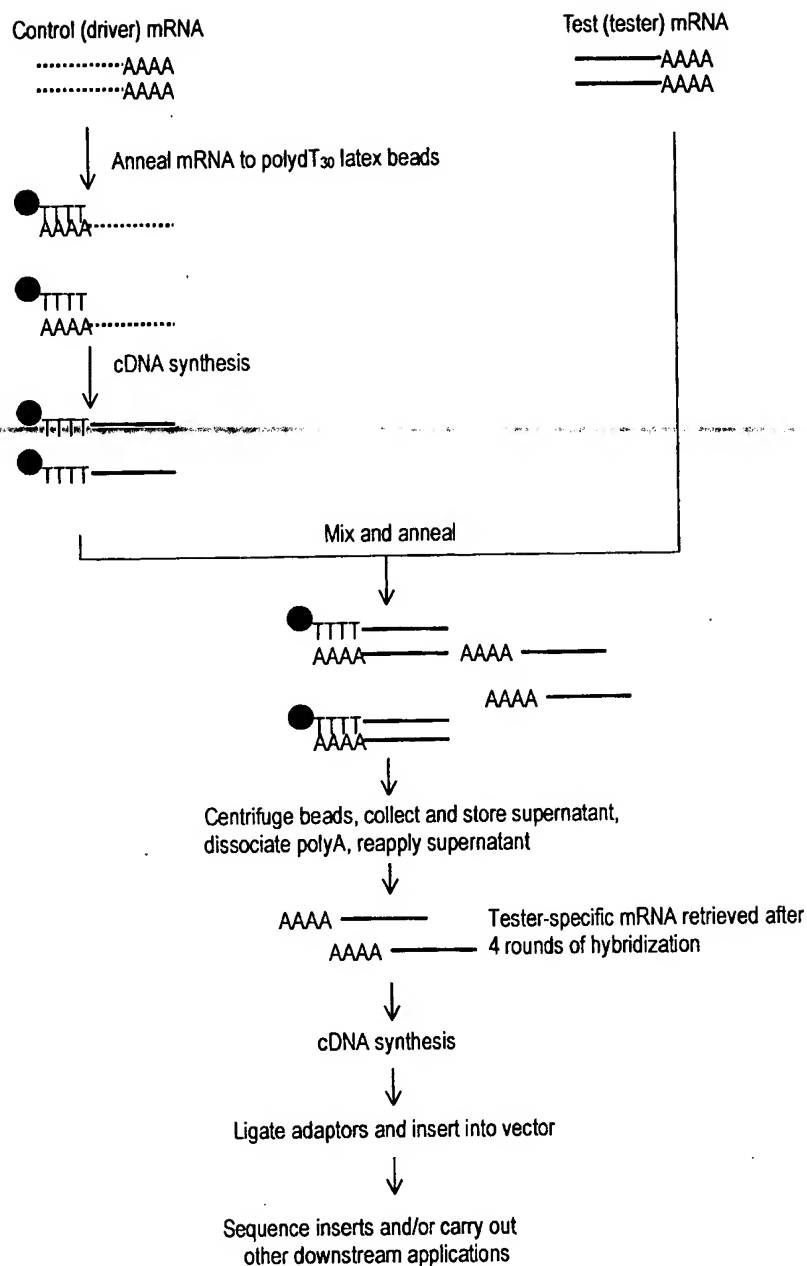 Control (driver) mRNA
Test (tester) mRNA
AAAA
AAAA
AAAA
AAAA
Anneal mRNA to polydT₃₀ latex beads
TTTT
AAAA
TTTT
AAAA
cDNA synthesis
TTTT
TTTT
Mix and anneal
TTTT
AAAA
AAAA
AAAA
TTTT
AAAA
Centrifuge beads, collect and store supernatant,
dissociate polyA, reapply supernatant
AAAA
AAAA
Tester-specific mRNA retrieved after
4 rounds of hybridization
cDNA synthesis
Ligate adaptors and insert into vector
Sequence inserts and/or carry out
other downstream applications